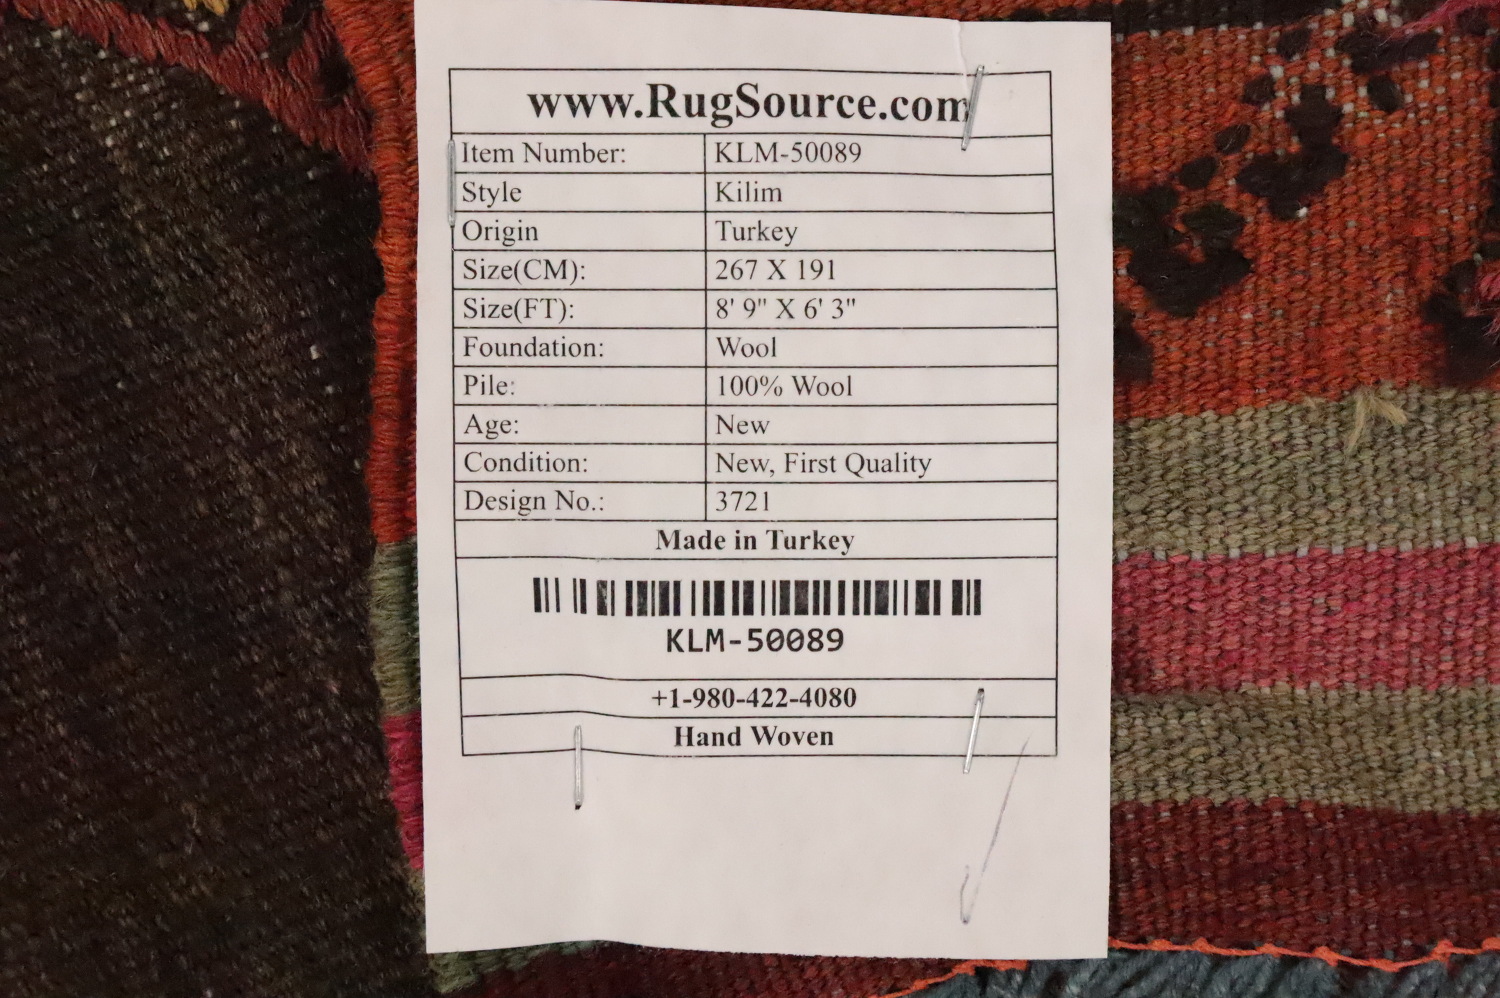 www.RugSource.com
Item Number: KLM-50089
Style Kilim
Origin Turkey
Size(CM): 267 X 191
Size(FT): 8' 9" X 6' 3"
Foundation: Wool
Pile: 100% Wool
Age: New
Condition: New, First Quality
Design No.: 3721
Made in Turkey
KLM-50089
+1-980-422-4080
Hand Woven